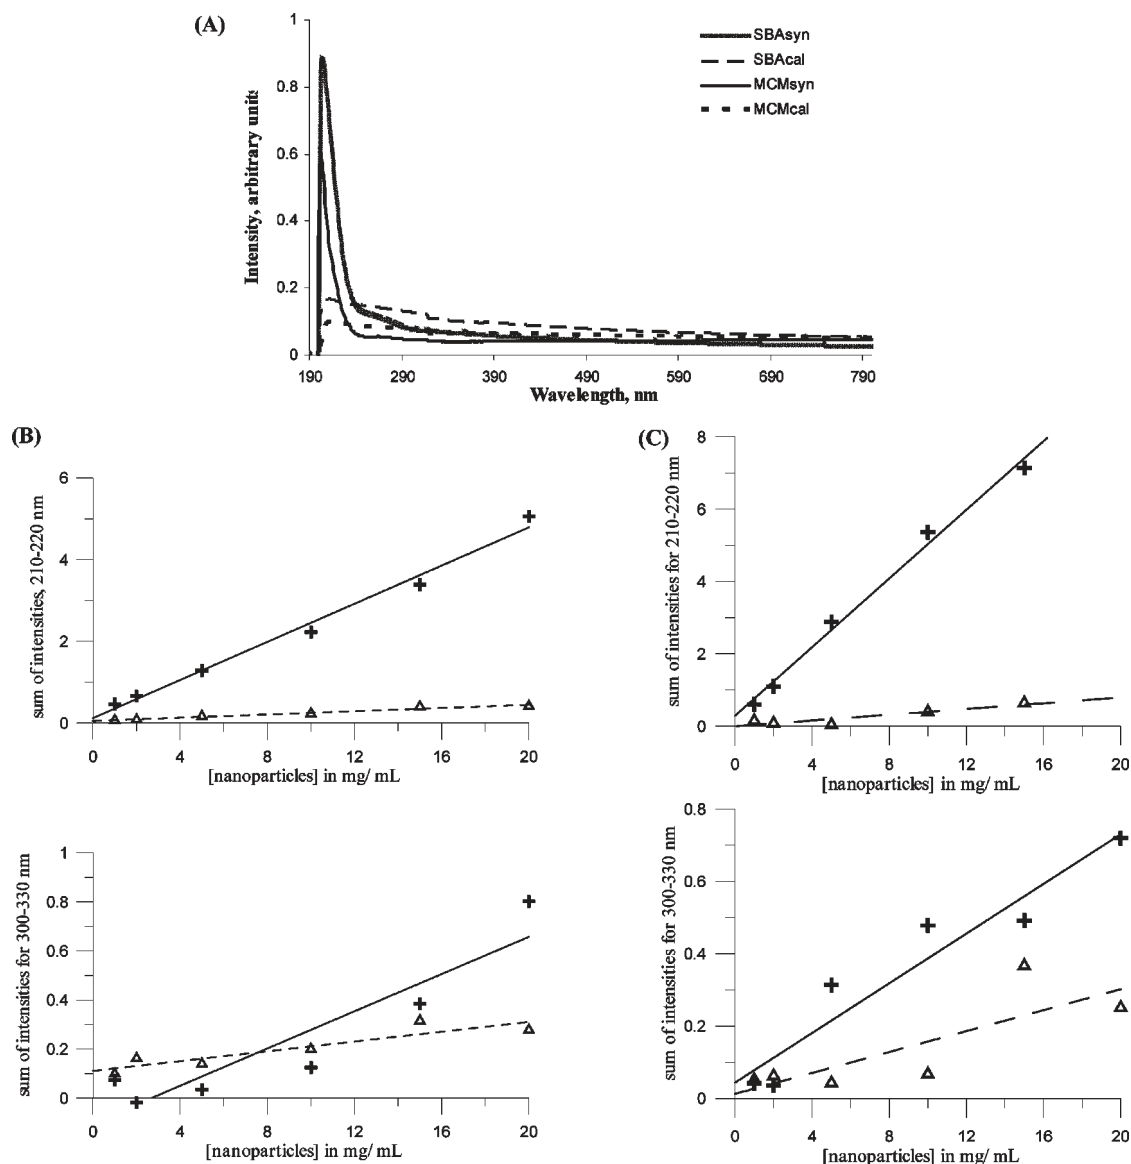 (A)
Intensity, arbitrary units
1
0.8
0.6
0.4
0.2
0
190 290 390 490 590 690 790
Wavelength, nm
SBAsyn
SBAcal
MCMsyn
MCMcal
(B)
sum of intensities, 210-220 nm
6
4
2
0
0 4 8 12 16 20
[nanoparticles] in mg/ mL
sum of intensities for 300-330 nm
1
0.8
0.6
0.4
0.2
0
0 4 8 12 16 20
[nanoparticles] in mg/ mL
(C)
sum of intensities for 210-220 nm
8
6
4
2
0
0 4 8 12 16 20
[nanoparticles] in mg/ mL
sum of intensities for 300-330 nm
0.8
0.6
0.4
0.2
0
0 4 8 12 16 20
[nanoparticles] in mg/ mL